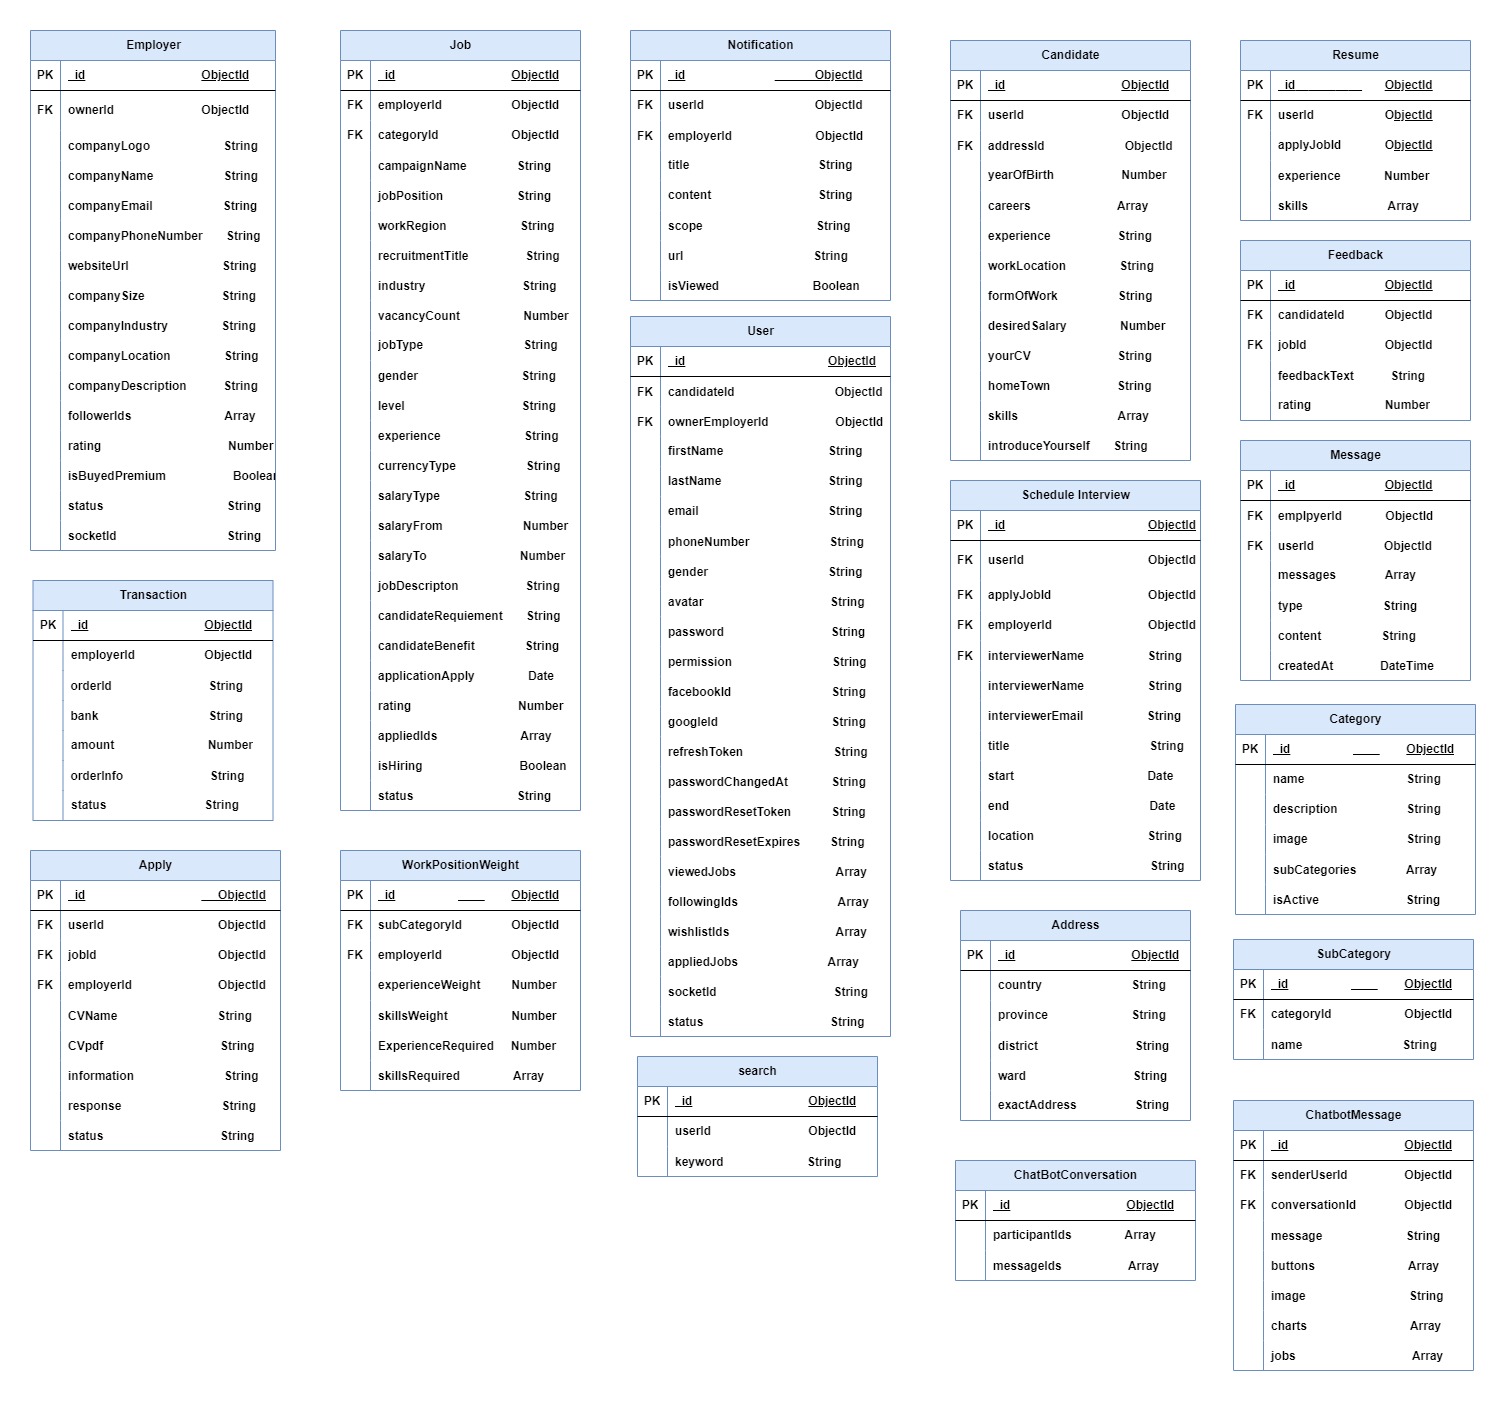 Employer
PK _id ObjectId
FK ownerId ObjectId
companyLogo String
companyName String
companyEmail String
companyPhoneNumber String
websiteUrl String
companySize String
companyIndustry String
companyLocation String
companyDescription String
followerIds Array
rating Number
isBuyedPremium Boolean
status String
socketId String
Transaction
PK _id ObjectId
employerId ObjectId
orderId String
bank String
amount Number
orderInfo String
status String
Apply
PK _id ObjectId
FK userId ObjectId
FK jobId ObjectId
FK employerId ObjectId
CVName String
CVpdf String
information String
response String
status String
Job
PK _id ObjectId
FK employerId ObjectId
FK categoryId ObjectId
campaignName String
jobPosition String
workRegion String
recruitmentTitle String
industry String
vacancyCount Number
jobType String
gender String
level String
experience String
currencyType String
salaryType String
salaryFrom Number
salaryTo Number
jobDescripton String
candidateRequiement String
candidateBenefit String
applicationApply Date
rating Number
appliedIds Array
isHiring Boolean
status String
WorkPositionWeight
PK _id ObjectId
FK subCategoryId ObjectId
FK employerId ObjectId
experienceWeight Number
skillsWeight Number
ExperienceRequired Number
skillsRequired Array
Notification
PK _id ObjectId
FK userId ObjectId
FK employerId ObjectId
title String
content String
scope String
url String
isViewed Boolean
User
PK _id ObjectId
FK candidateId ObjectId
FK ownerEmployerId ObjectId
firstName String
lastName String
email String
phoneNumber String
gender String
avatar String
password String
permission String
facebookId String
googleId String
refreshToken String
passwordChangedAt String
passwordResetToken String
passwordResetExpires String
viewedJobs Array
followingIds Array
wishlistIds Array
appliedJobs Array
socketId String
status String
search
PK _id ObjectId
userId ObjectId
keyword String
Candidate
PK _id ObjectId
FK userId ObjectId
FK addressId ObjectId
yearOfBirth Number
careers Array
experience String
workLocation String
formOfWork String
desiredSalary Number
yourCV String
homeTown String
skills Array
introduceYourself String
Schedule Interview
PK _id ObjectId
FK userId ObjectId
FK applyJobId ObjectId
FK employerId ObjectId
FK interviewerName String
interviewerName String
interviewerEmail String
title String
start Date
end Date
location String
status String
Address
PK _id ObjectId
country String
province String
district String
ward String
exactAddress String
ChatBotConversation
PK _id ObjectId
participantIds Array
messageIds Array
Resume
PK _id ObjectId
FK userId ObjectId
applyJobId ObjectId
experience Number
skills Array
Feedback
PK _id ObjectId
FK candidateId ObjectId
FK jobId ObjectId
feedbackText String
rating Number
Message
PK _id ObjectId
FK emplpyerId ObjectId
FK userId ObjectId
messages Array
type String
content String
createdAt DateTime
Category
PK _id ObjectId
name String
description String
image String
subCategories Array
isActive String
SubCategory
PK _id ObjectId
FK categoryId ObjectId
name String
ChatbotMessage
PK _id ObjectId
FK senderUserId ObjectId
FK conversationId ObjectId
message String
buttons Array
image String
charts Array
jobs Array